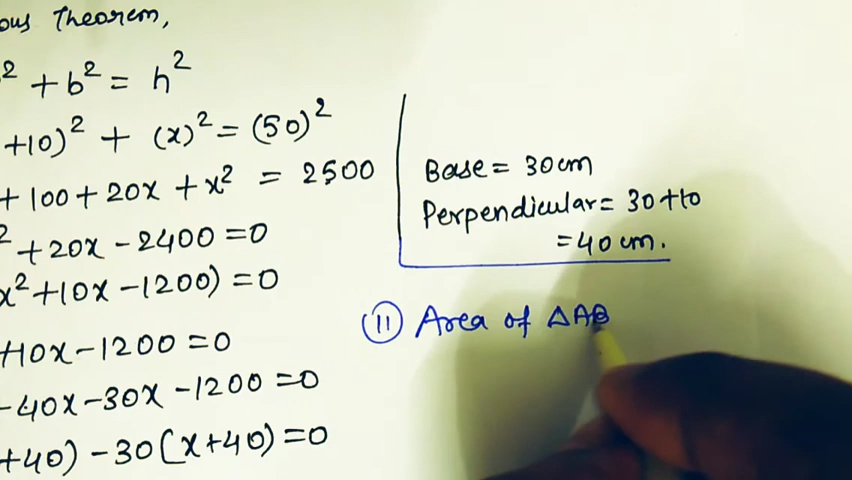 ous Theorem,
² + b² = h²
+10)² + (x)² = (50)²
+ 100 + 20x + x² = 2500
² + 20x - 2400 = 0
x² + 10x - 1200) = 0
+10x - 1200 = 0
- 40x - 30x - 1200 = 0
+40) - 30(x+40) = 0
Base = 30cm
Perpendicular = 30+10
= 40 cm.
(11) Area of ΔAB